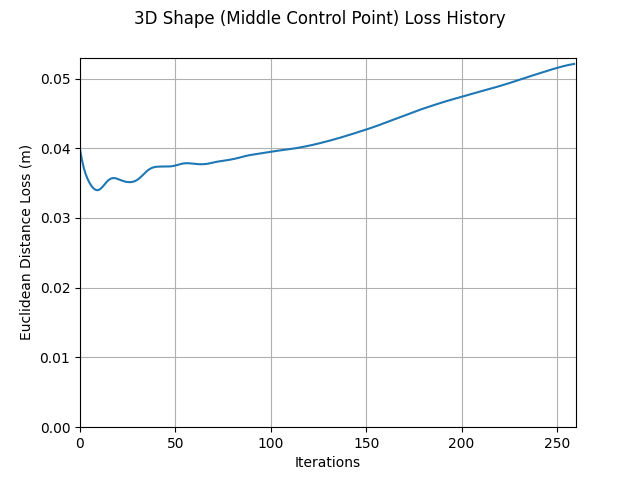 3D Shape (Middle Control Point) Loss History
Euclidean Distance Loss (m)
0.05
0.04
0.03
0.02
0.01
0.00
0 50 100 150 200 250
Iterations